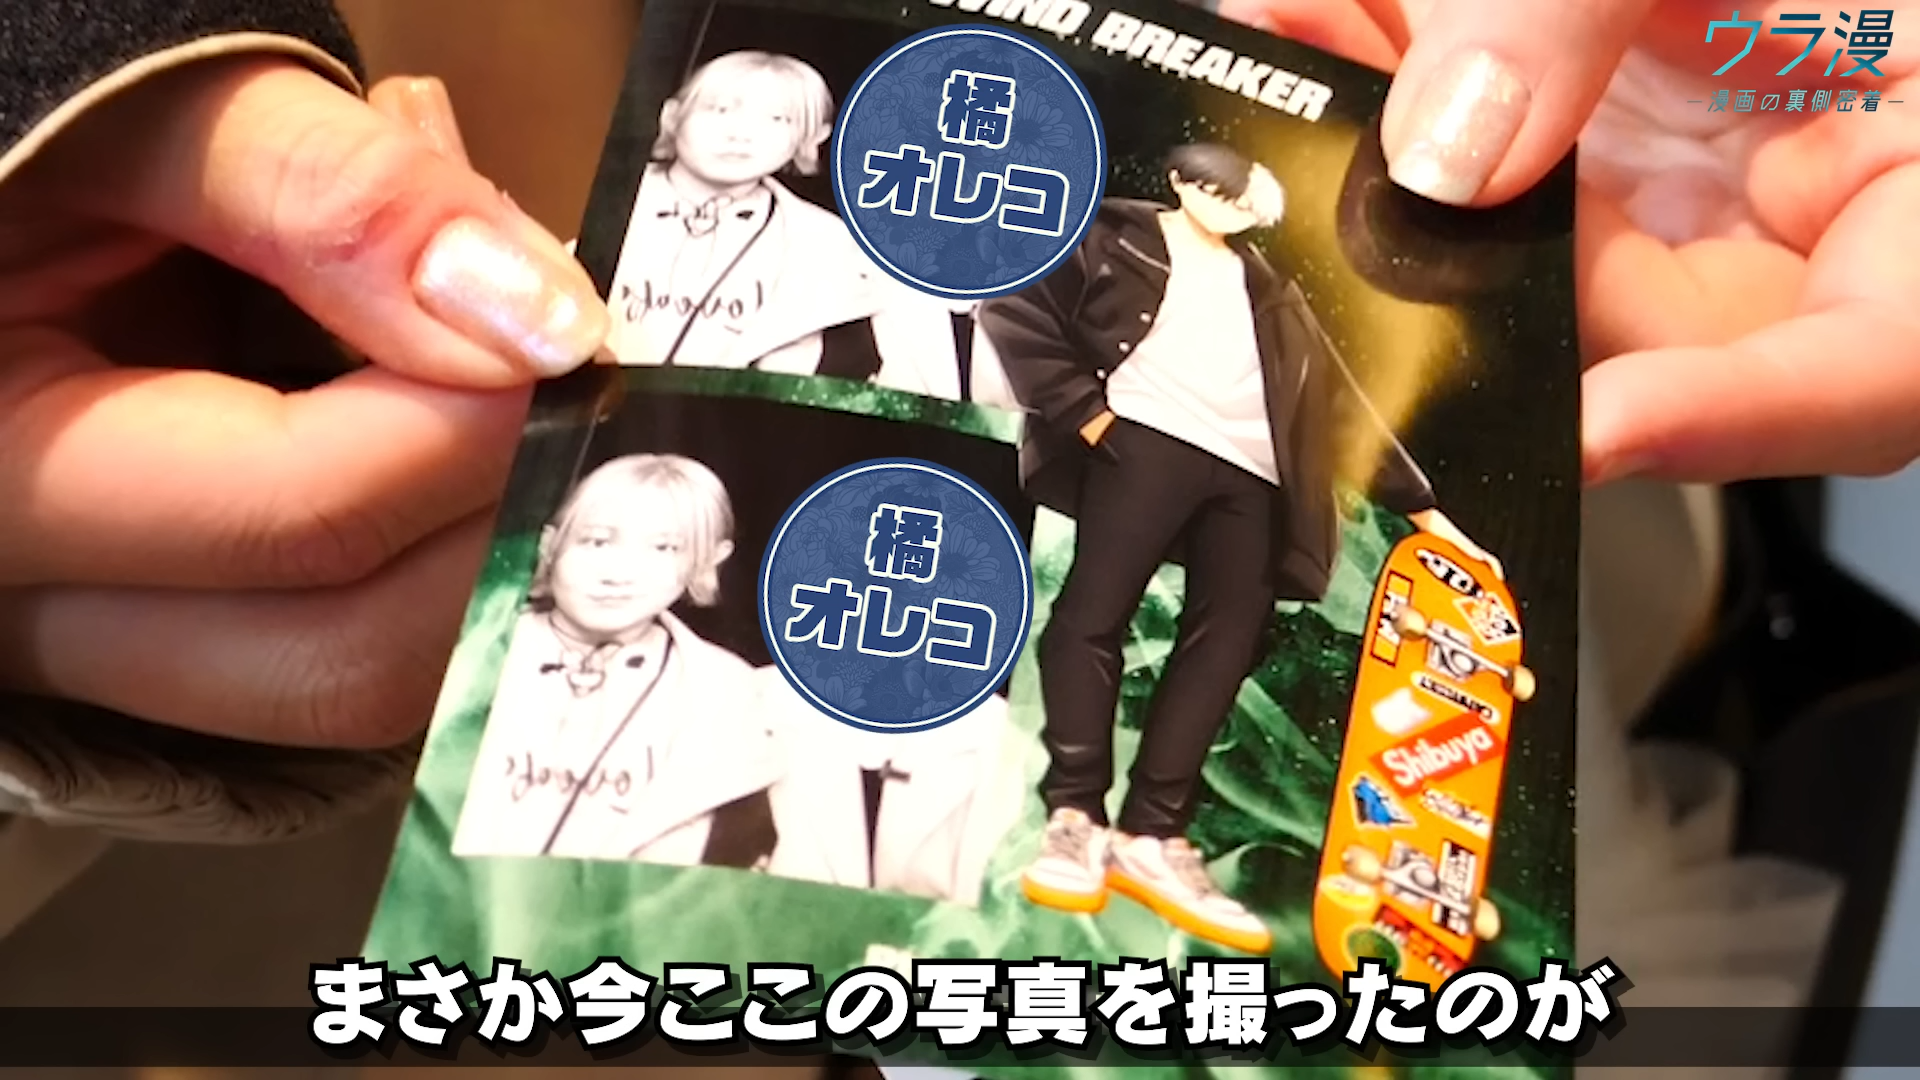 WIND BREAKER
ウラ漫
－漫画の裏側密着－
橘
オレコ
橘
オレコ
Shibuya
まさか今ここの写真を撮ったのが